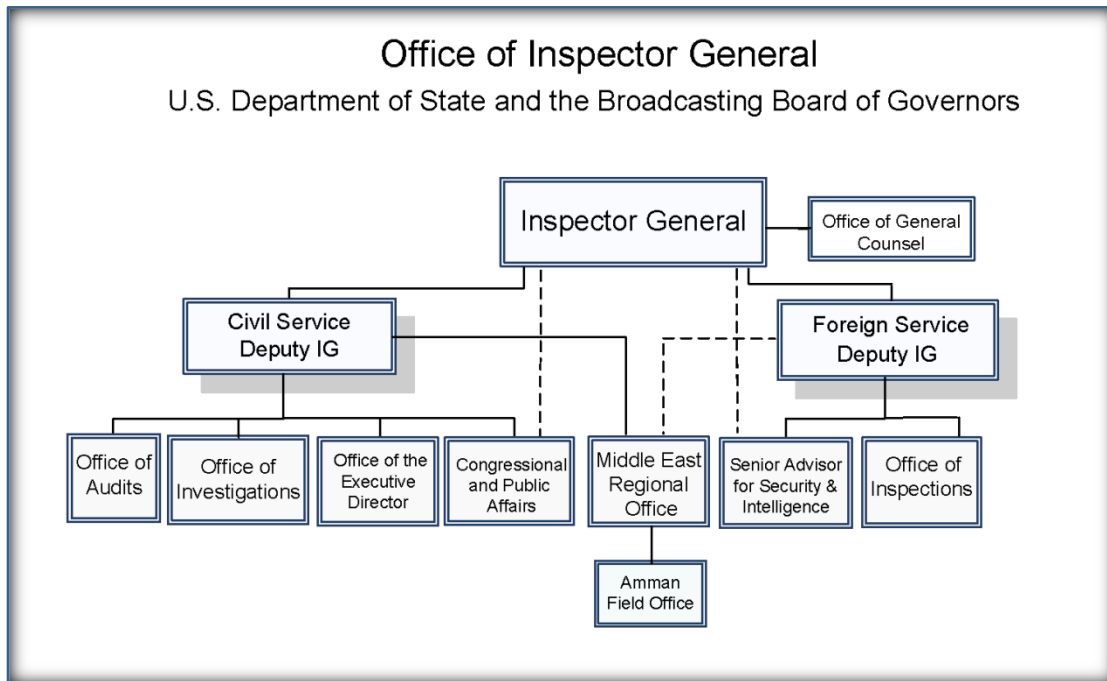 Office of Inspector General
U.S. Department of State and the Broadcasting Board of Governors
Inspector General
Office of General
Counsel
Civil Service
Deputy IG
Foreign Service
Deputy IG
Office of
Audits
Office of
Investigations
Office of the
Executive
Director
Congressional
and Public
Affairs
Middle East
Regional
Office
Senior Advisor
for Security &
Intelligence
Office of
Inspections
Amman
Field Office